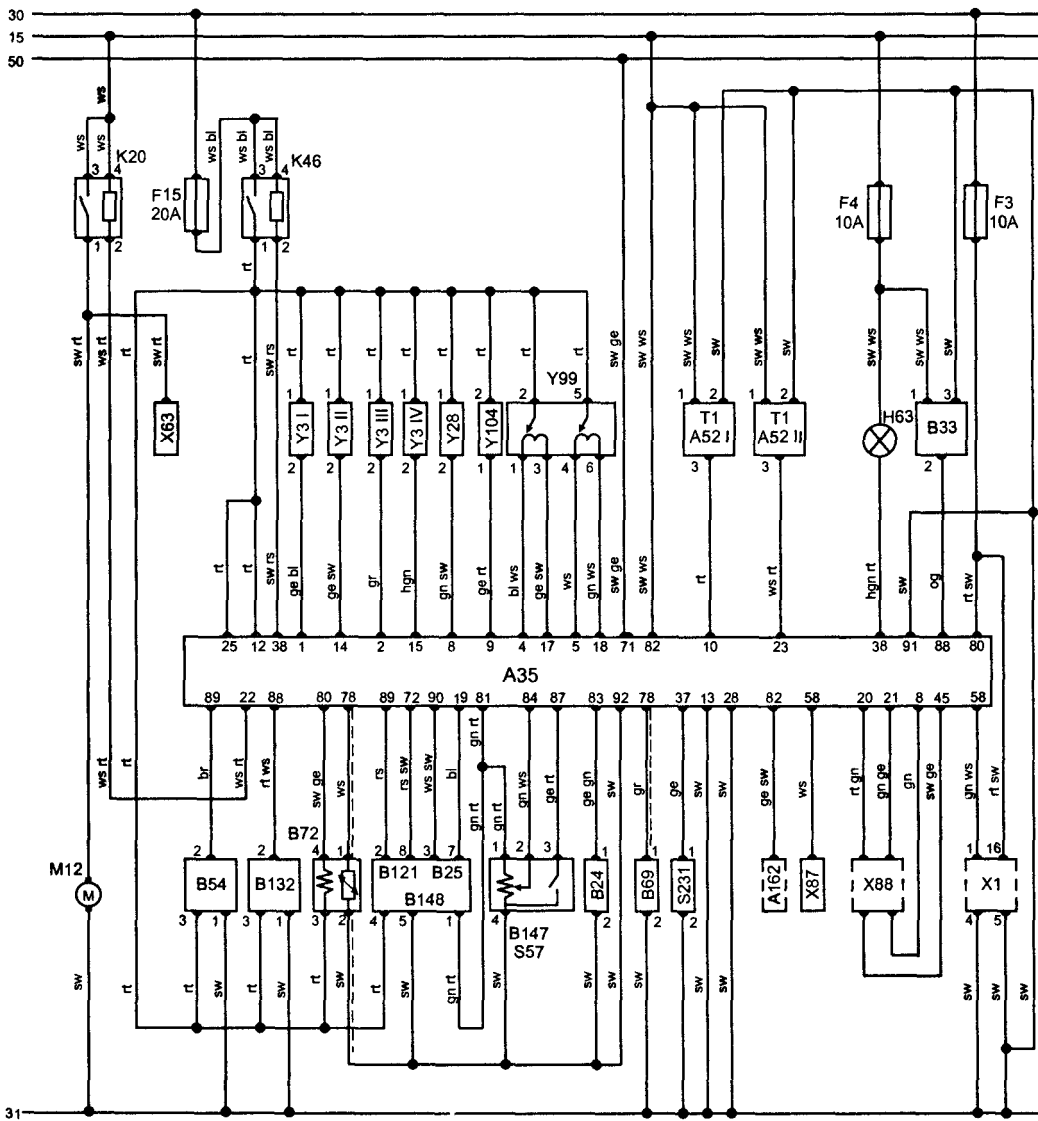 30
15
50
ws
ws ws ws bl ws bl ws bl
3 4 K20 3 4 K46
F15
20A
F4
10A
F3
10A
1 2 1 2
rt
sw rt ws rt rt sw rt rt sw rs rt rt rt rt rt rt rt rt sw ge sw ws sw ws sw sw ws sw sw ws sw ws sw
Y99
1 1 1 1 1 2 2 5 1 2 1 2 1 3
X63 Y3 I Y3 II Y3 III Y3 IV Y28 Y104 T1 T1 H63 B33
A52 I A52 II
2 2 2 2 2 1 1 3 4 6 3 3 2
rt rt sw rs ge bl ge sw gr hgn gn sw ge rt bl ws ge sw ws gn ws sw ge sw ws rt ws rt hgn rt sw og rt sw
25 12 38 1 14 2 15 8 9 4 17 5 18 71 82 10 23 38 91 88 80
A35
89 22 88 80 78 89 72 90 19 81 84 87 83 92 78 37 13 28 82 58 20 21 8 45 58
gn rt
ws rt rt br ws rt rt ws sw ge ws rs rs sw ws sw bl gn rt gn rt gn ws ge rt ge gn sw gr ge sw sw ge sw ws rt gn gn ge gn sw ge gn ws rt sw
B72
2 2 4 1 2 8 3 7 1 2 3 1 1 1 1 16
M12
M
B54 B132 B121 B25 B24 B69 S231 A162 X87 X88 X1
B148
3 1 3 1 3 2 4 5 1 4 2 2 2 4 5
B147
S57
sw rt rt sw rt sw rt sw rt sw gn rt sw sw sw sw sw sw sw sw sw
31